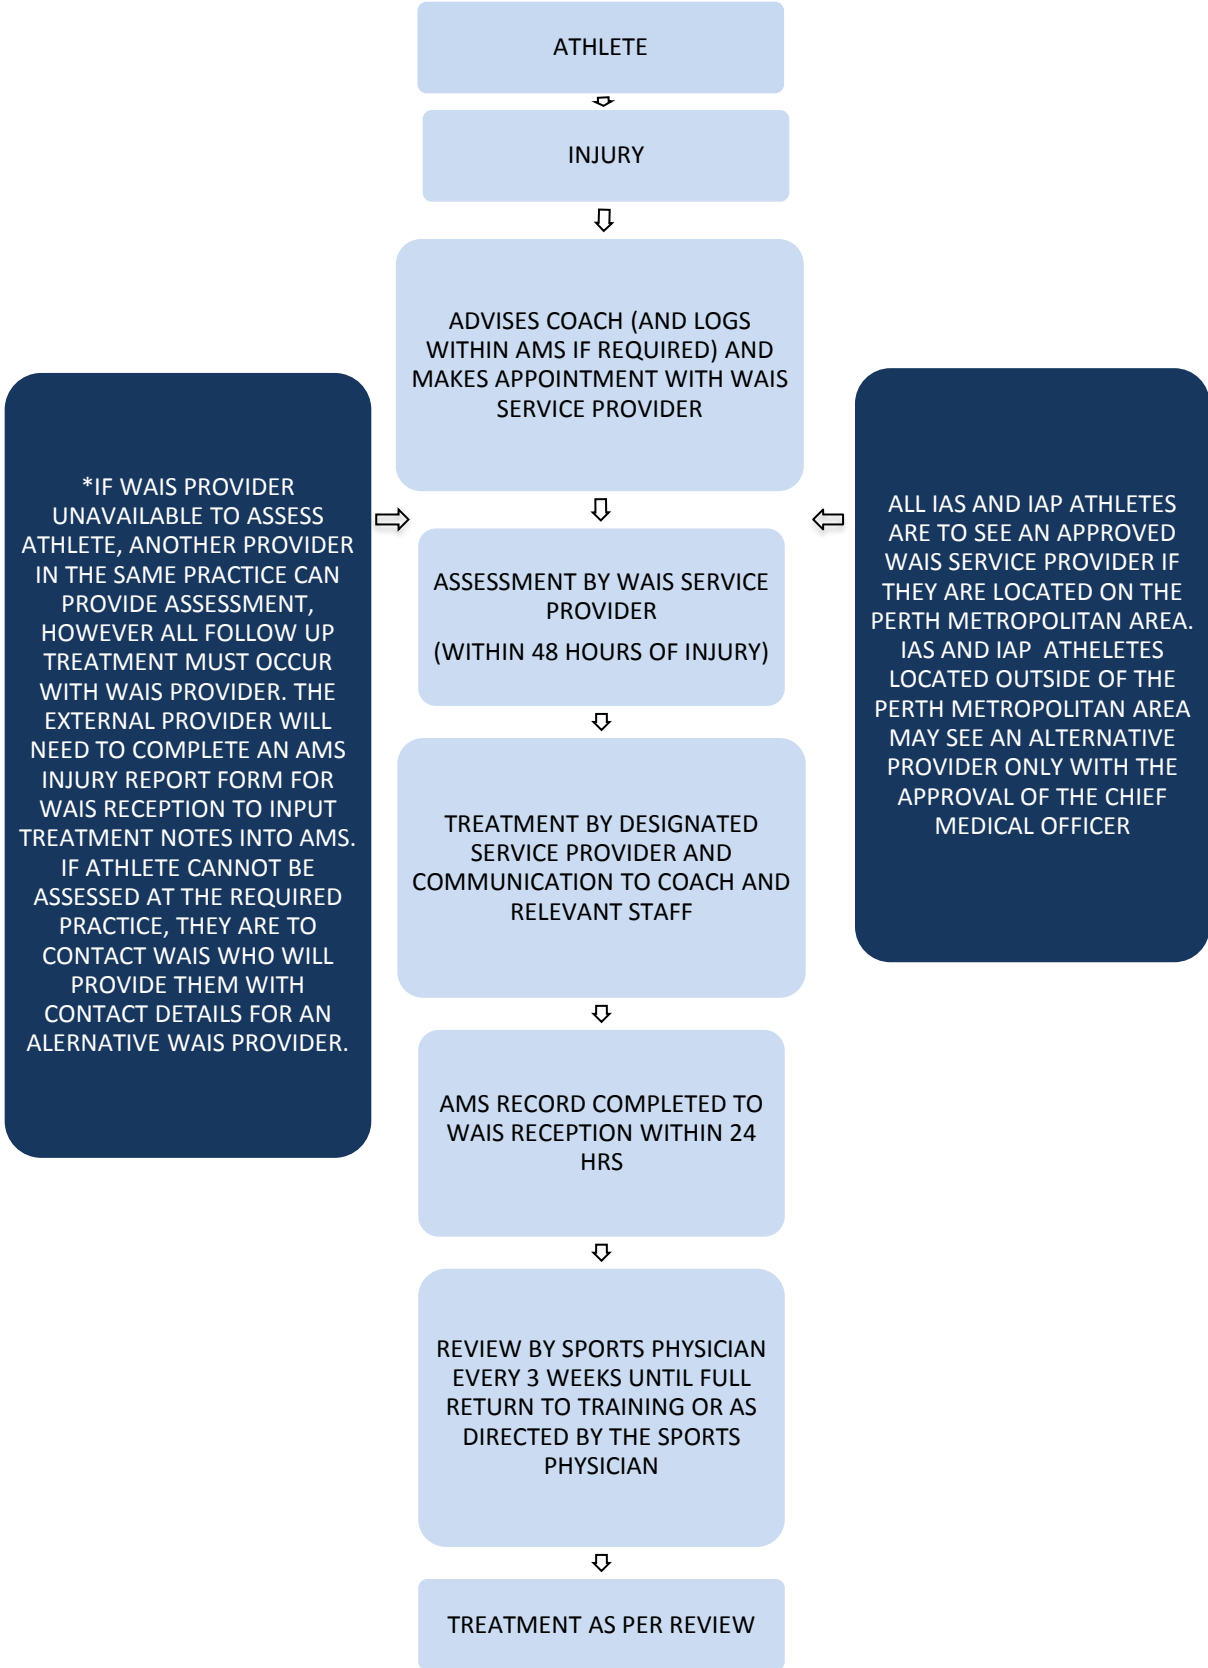 ATHLETE
INJURY
ADVISES COACH (AND LOGS
WITHIN AMS IF REQUIRED) AND
MAKES APPOINTMENT WITH WAIS
SERVICE PROVIDER
*IF WAIS PROVIDER
UNAVAILABLE TO ASSESS
ATHLETE, ANOTHER PROVIDER
IN THE SAME PRACTICE CAN
PROVIDE ASSESSMENT,
HOWEVER ALL FOLLOW UP
TREATMENT MUST OCCUR
WITH WAIS PROVIDER. THE
EXTERNAL PROVIDER WILL
NEED TO COMPLETE AN AMS
INJURY REPORT FORM FOR
WAIS RECEPTION TO INPUT
TREATMENT NOTES INTO AMS.
IF ATHLETE CANNOT BE
ASSESSED AT THE REQUIRED
PRACTICE, THEY ARE TO
CONTACT WAIS WHO WILL
PROVIDE THEM WITH
CONTACT DETAILS FOR AN
ALERNATIVE WAIS PROVIDER.
ALL IAS AND IAP ATHLETES
ARE TO SEE AN APPROVED
WAIS SERVICE PROVIDER IF
THEY ARE LOCATED ON THE
PERTH METROPOLITAN AREA.
IAS AND IAP ATHELETES
LOCATED OUTSIDE OF THE
PERTH METROPOLITAN AREA
MAY SEE AN ALTERNATIVE
PROVIDER ONLY WITH THE
APPROVAL OF THE CHIEF
MEDICAL OFFICER
ASSESSMENT BY WAIS SERVICE
PROVIDER
(WITHIN 48 HOURS OF INJURY)
TREATMENT BY DESIGNATED
SERVICE PROVIDER AND
COMMUNICATION TO COACH AND
RELEVANT STAFF
AMS RECORD COMPLETED TO
WAIS RECEPTION WITHIN 24
HRS
REVIEW BY SPORTS PHYSICIAN
EVERY 3 WEEKS UNTIL FULL
RETURN TO TRAINING OR AS
DIRECTED BY THE SPORTS
PHYSICIAN
TREATMENT AS PER REVIEW